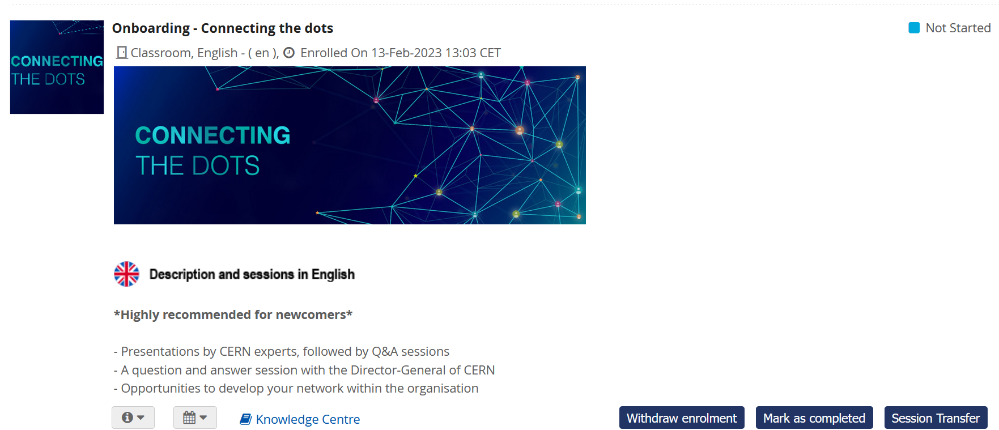 CONNECTING
THE DOTS
Onboarding - Connecting the dots
Not Started
Classroom, English - ( en ), Enrolled On 13-Feb-2023 13:03 CET
CONNECTING
THE DOTS
Description and sessions in English
*Highly recommended for newcomers*
- Presentations by CERN experts, followed by Q&A sessions
- A question and answer session with the Director-General of CERN
- Opportunities to develop your network within the organisation
Knowledge Centre
Withdraw enrolment
Mark as completed
Session Transfer